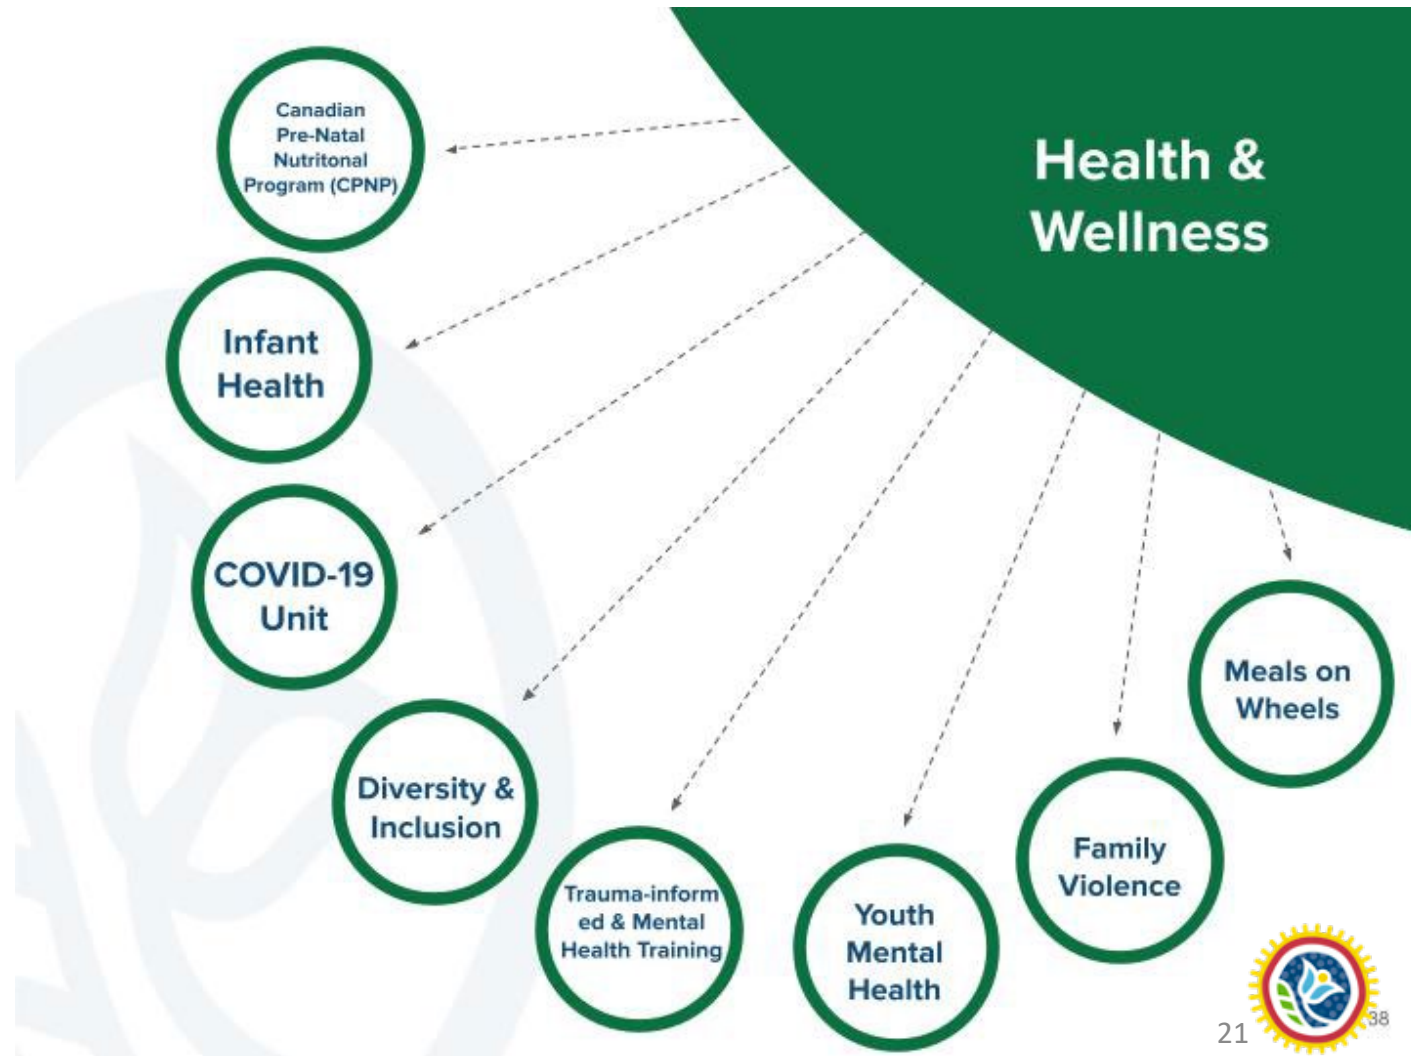 Health &
Wellness
Canadian
Pre-Natal
Nutritonal
Program (CPNP)
Infant
Health
COVID-19
Unit
Diversity &
Inclusion
Trauma-inform
ed & Mental
Health Training
Youth
Mental
Health
Family
Violence
Meals on
Wheels
21
38